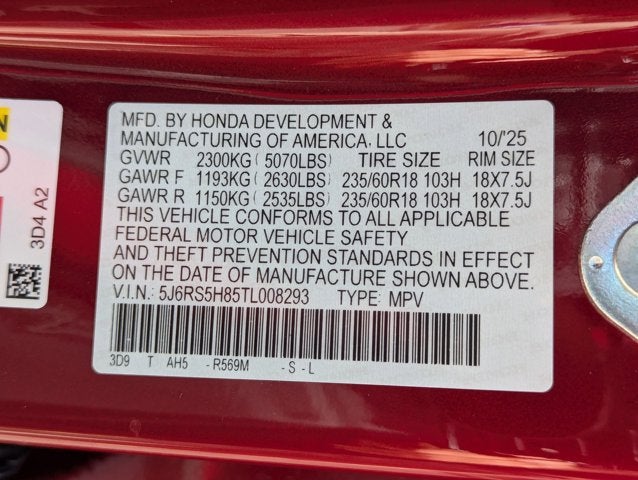 MFD. BY HONDA DEVELOPMENT &
MANUFACTURING OF AMERICA, LLC 10/'25
GVWR 2300KG (5070LBS) TIRE SIZE RIM SIZE
GAWR F 1193KG (2630LBS) 235/60R18 103H 18X7.5J
GAWR R 1150KG (2535LBS) 235/60R18 103H 18X7.5J
THIS VEHICLE CONFORMS TO ALL APPLICABLE
FEDERAL MOTOR VEHICLE SAFETY
AND THEFT PREVENTION STANDARDS IN EFFECT
ON THE DATE OF MANUFACTURE SHOWN ABOVE.
V.I.N.: 5J6RS5H85TL008293 TYPE: MPV
3D9 T AH5 - R569M - S - L
3D4 A2